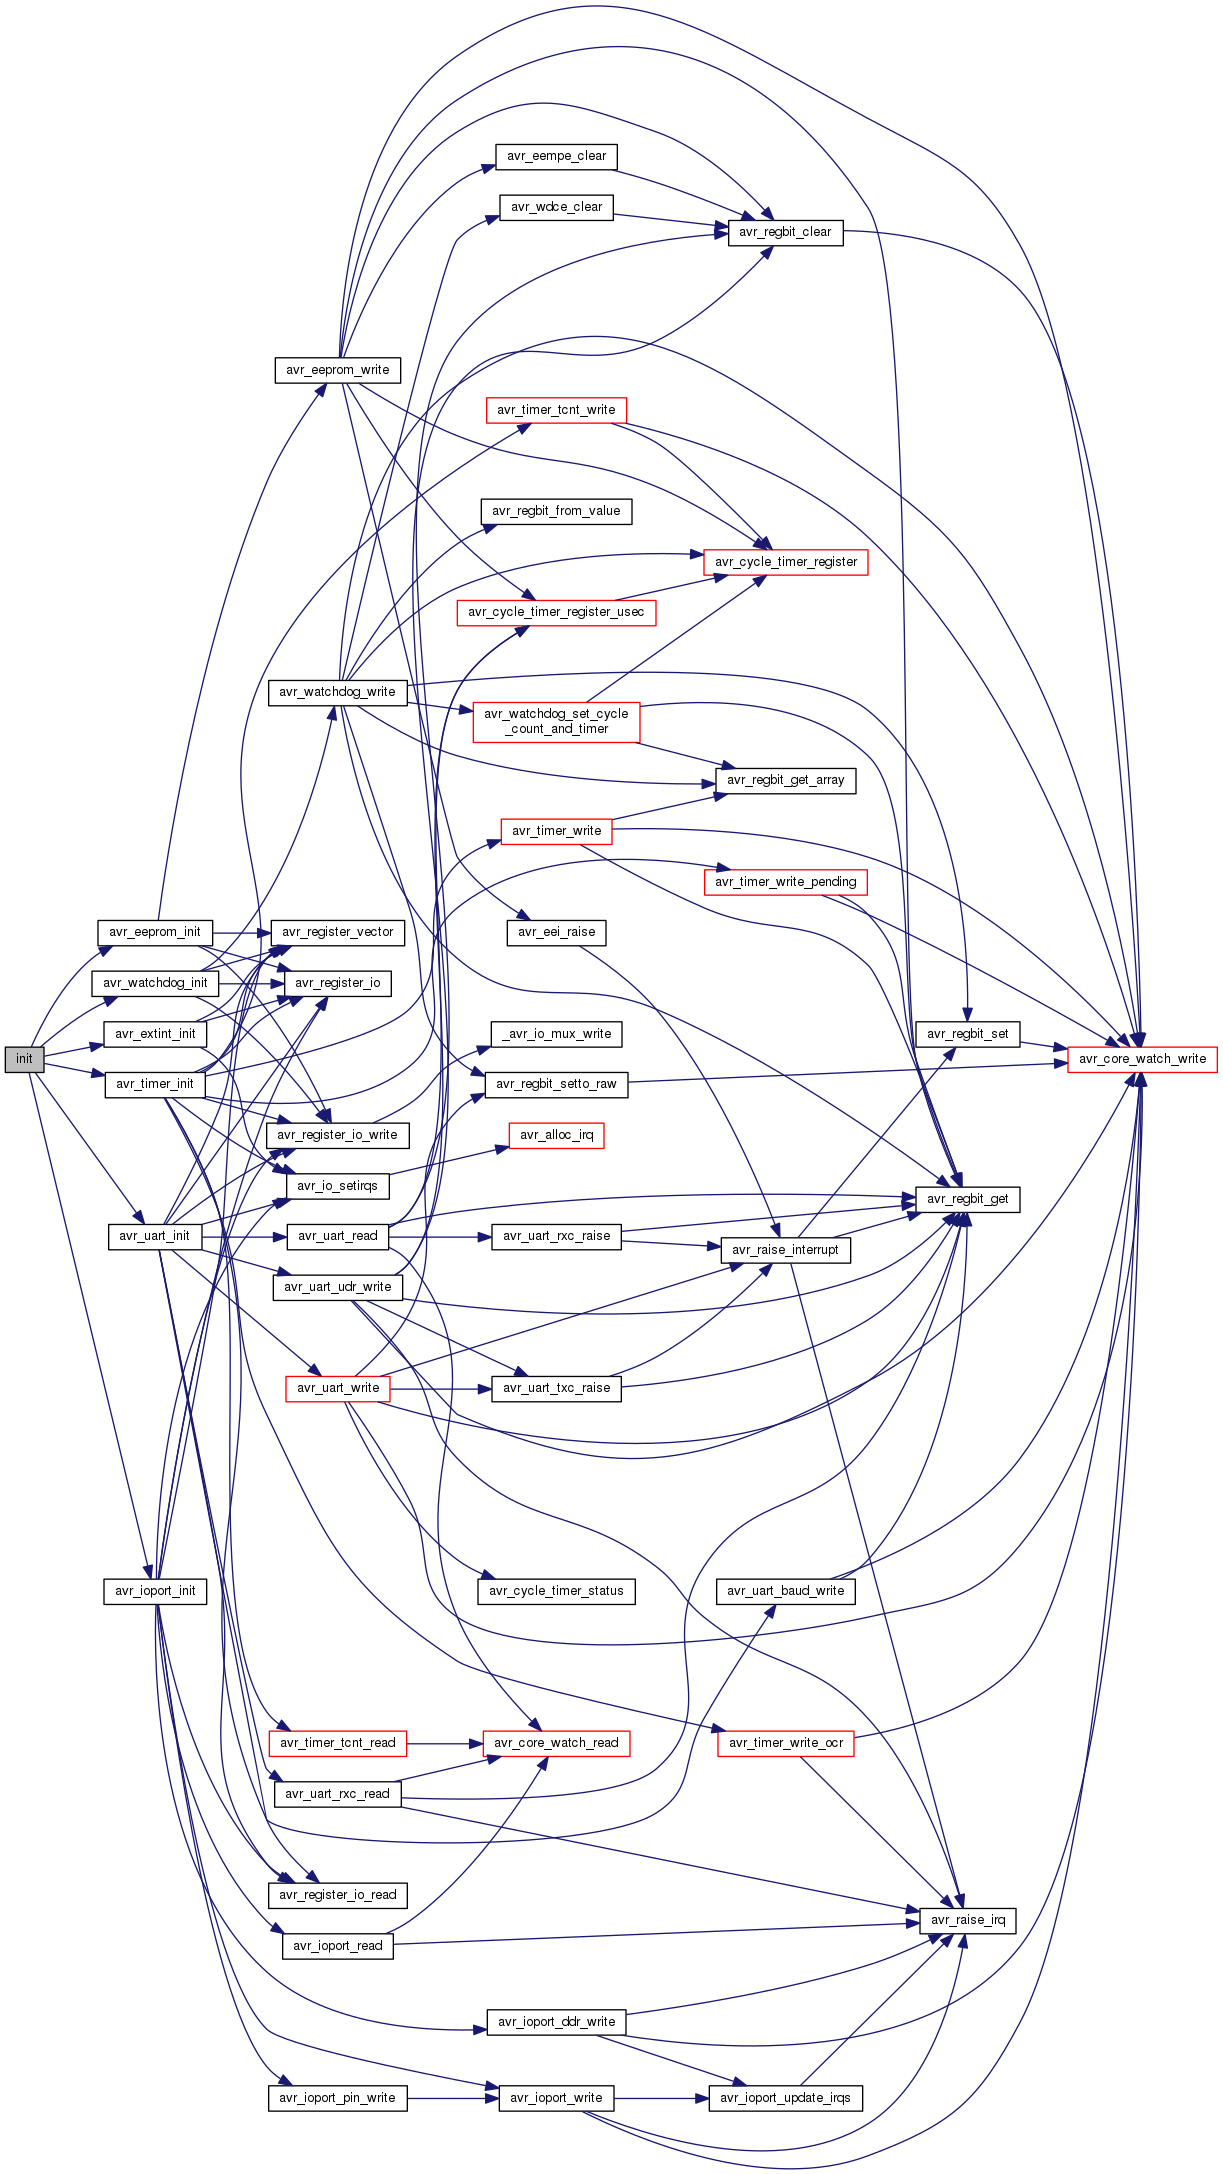 avr_eempe_clear
avr_wdce_clear
avr_regbit_clear
avr_eeprom_write
avr_timer_tcnt_write
avr_regbit_from_value
avr_cycle_timer_register
avr_cycle_timer_register_usec
avr_watchdog_write
avr_watchdog_set_cycle
_count_and_timer
avr_regbit_get_array
avr_timer_write
avr_timer_write_pending
avr_eeprom_init
avr_register_vector
avr_eei_raise
avr_watchdog_init
avr_register_io
avr_extint_init
_avr_io_mux_write
avr_regbit_set
init
avr_core_watch_write
avr_timer_init
avr_regbit_setto_raw
avr_register_io_write
avr_alloc_irq
avr_io_setirqs
avr_regbit_get
avr_uart_init
avr_uart_read
avr_uart_rxc_raise
avr_raise_interrupt
avr_uart_udr_write
avr_uart_write
avr_uart_txc_raise
avr_ioport_init
avr_cycle_timer_status
avr_uart_baud_write
avr_timer_tcnt_read
avr_core_watch_read
avr_timer_write_ocr
avr_uart_rxc_read
avr_register_io_read
avr_raise_irq
avr_ioport_read
avr_ioport_ddr_write
avr_ioport_pin_write
avr_ioport_write
avr_ioport_update_irqs